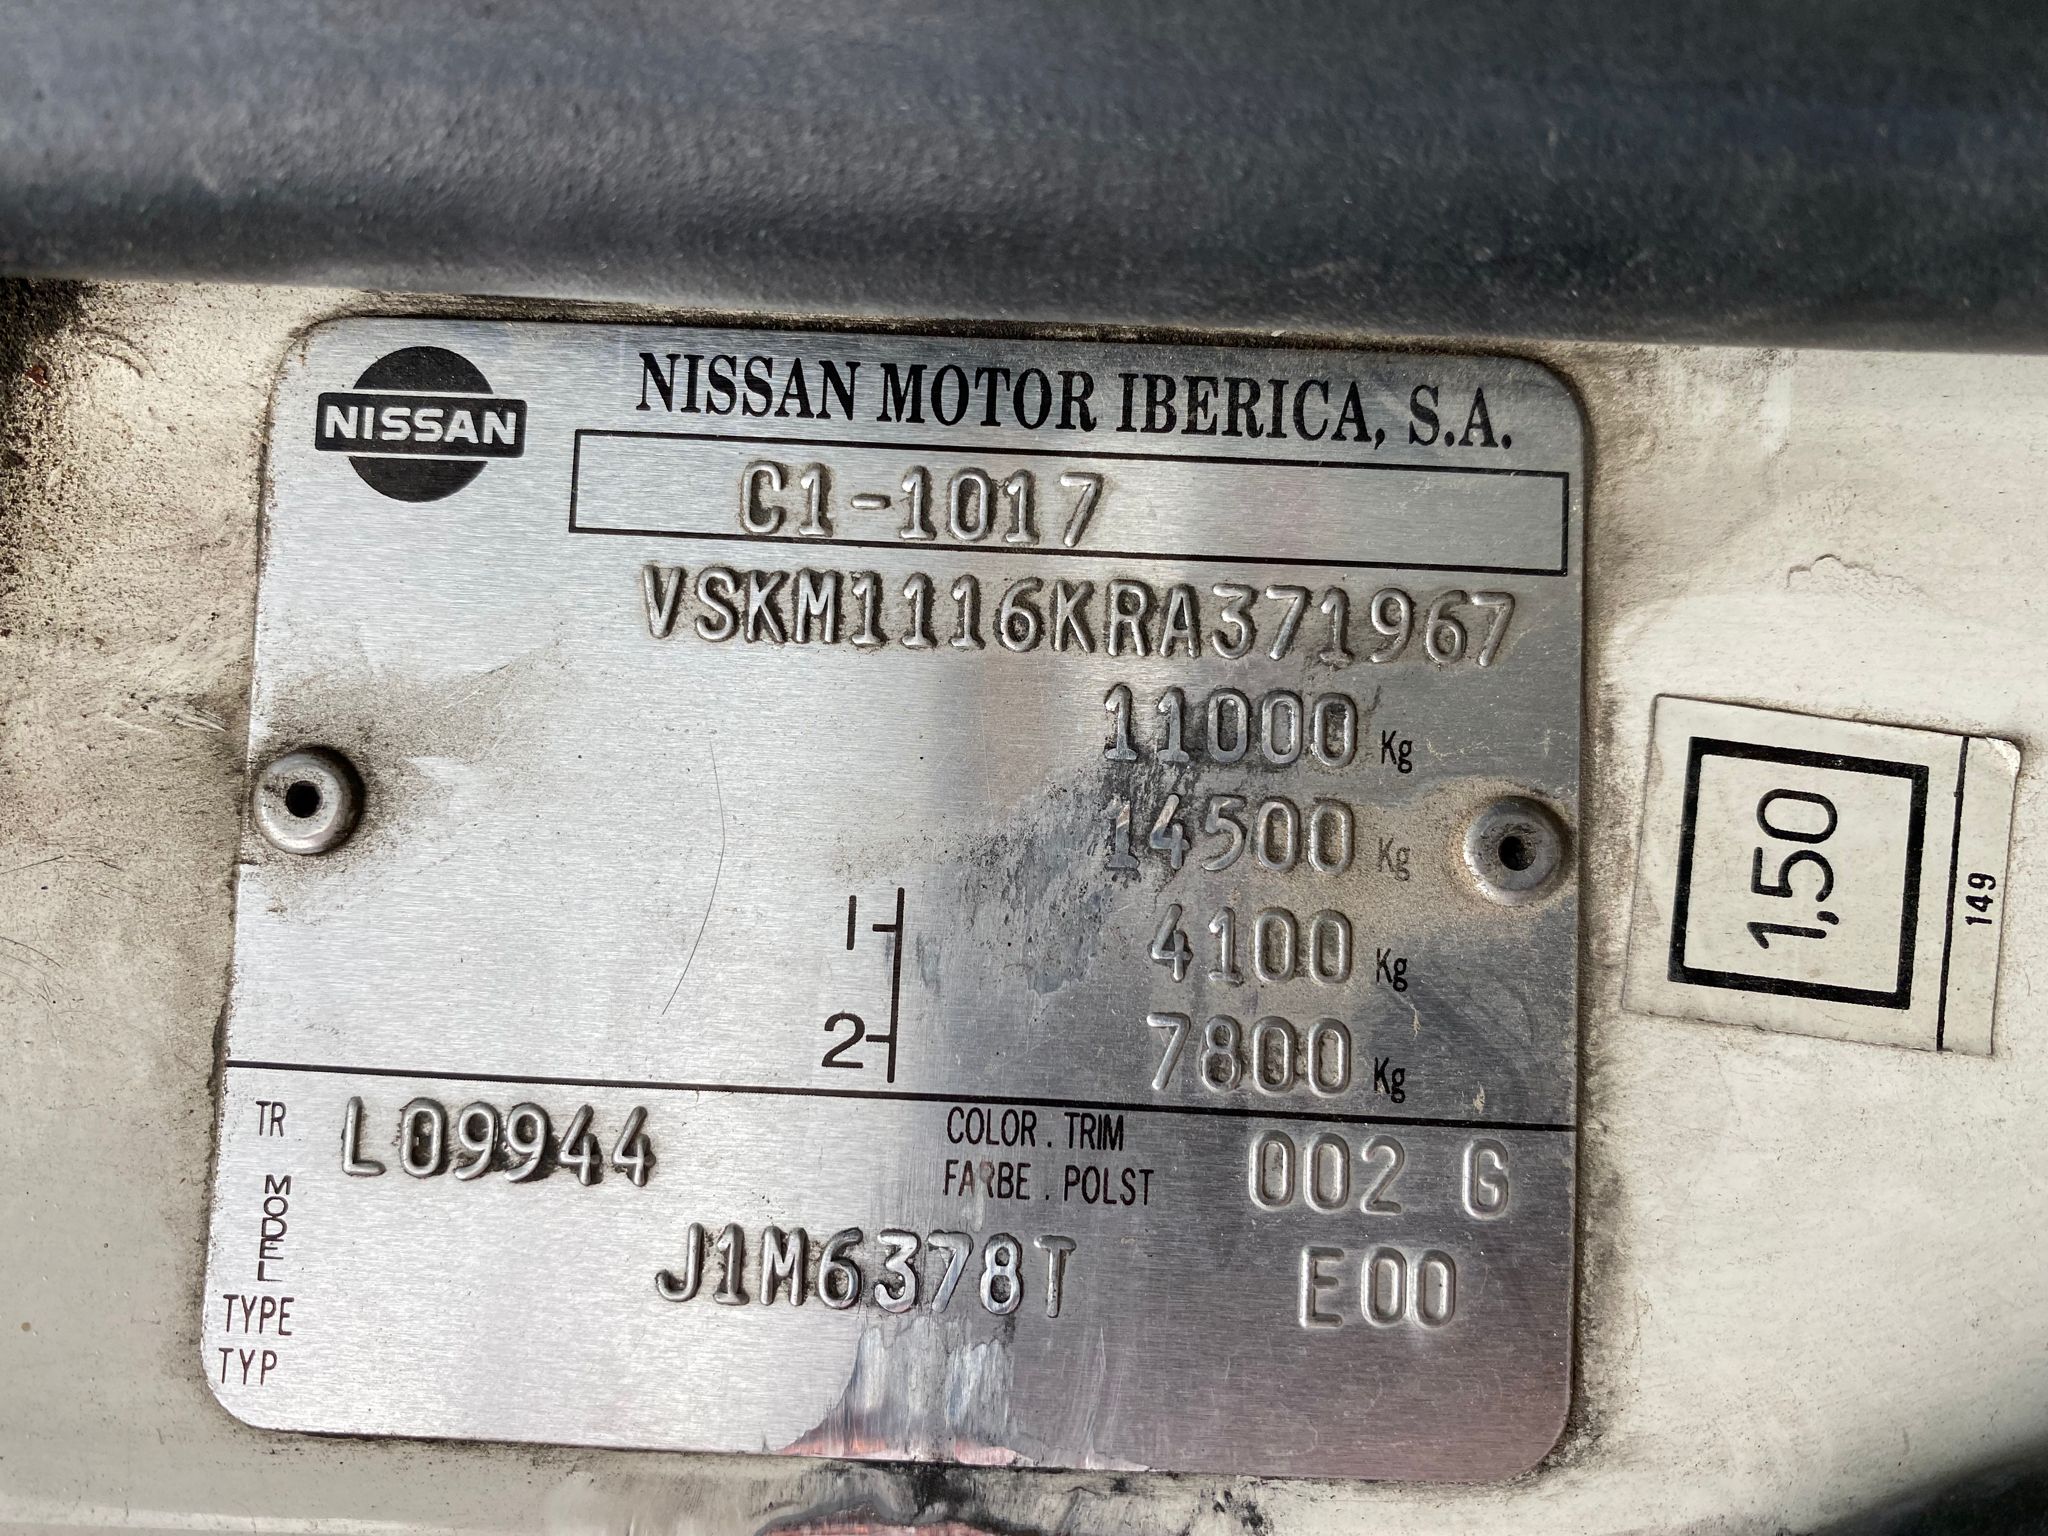 NISSAN
NISSAN MOTOR IBERICA, S.A.
C1-1017
VSKM1116KRA371967
11000 Kg
14500 Kg
1 4100 Kg
2 7800 Kg
TR L09944
COLOR . TRIM 002 G
FARBE . POLST
MODEL J1M6378T E00
TYPE
TYP
1,50
149